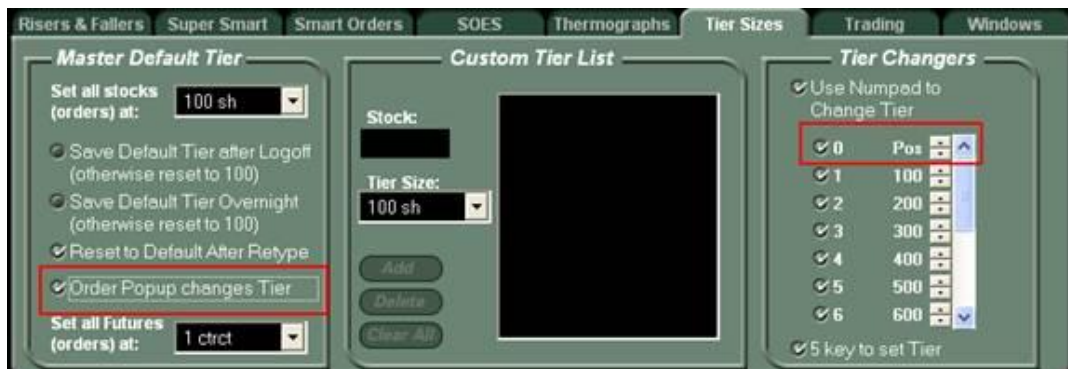 Risers & Fallers Super Smart Smart Orders SOES Thermographs Tier Sizes Trading Windows
Master Default Tier
Set all stocks
(orders) at:
100 sh
Save Default Tier after Logoff
(otherwise reset to 100)
Save Default Tier Overnight
(otherwise reset to 100)
Reset to Default After Retype
Order Popup changes Tier
Set all Futures
(orders) at:
1 ctrct
Custom Tier List
Stock:
Tier Size:
100 sh
Add
Delete
Clear All
Tier Changers
Use Numpad to
Change Tier
0 Pos
1 100
2 200
3 300
4 400
5 500
6 600
5 key to set Tier